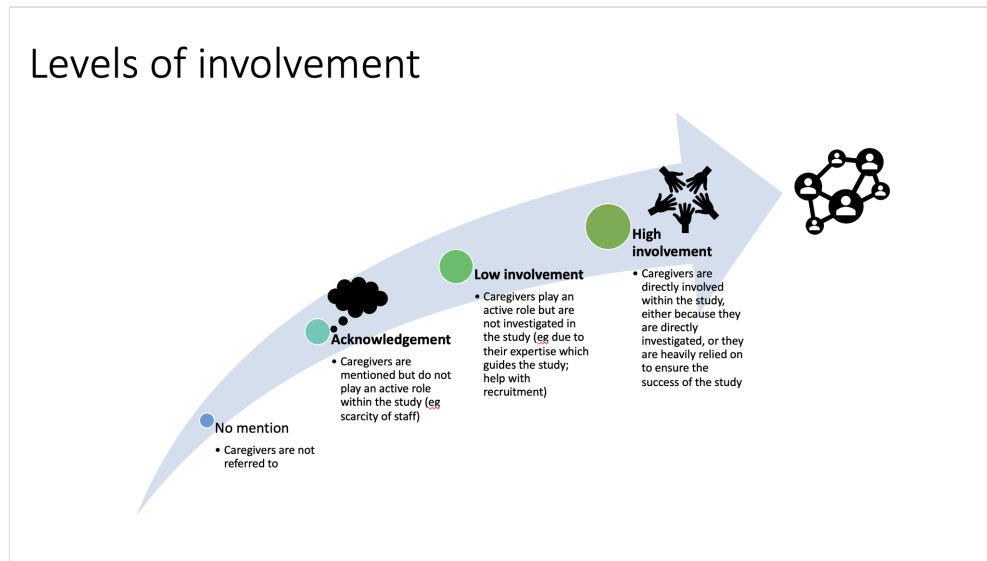 Levels of involvement
No mention
• Caregivers are not
referred to
Acknowledgement
• Caregivers are
mentioned but do not
play an active role
within the study (eg
scarcity of staff)
Low involvement
• Caregivers play an
active role but are
not investigated in
the study (eg due to
their expertise which
guides the study;
help with
recruitment)
High
involvement
• Caregivers are
directly involved
within the study,
either because they
are directly
investigated, or they
are heavily relied on
to ensure the
success of the study